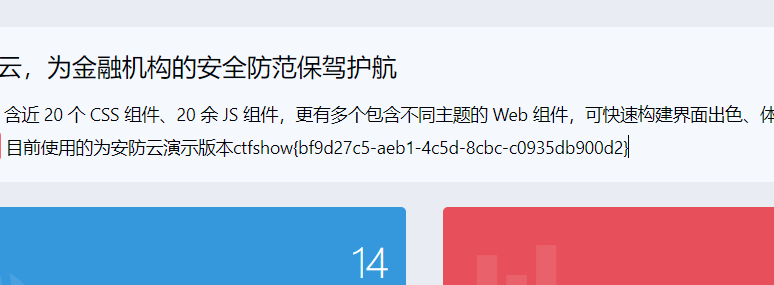 云，为金融机构的安全防范保驾护航
含近 20 个 CSS 组件、20 余 JS 组件，更有多个包含不同主题的 Web 组件，可快速构建界面出色、体
目前使用的为安防云演示版本ctfshow{bf9d27c5-aeb1-4c5d-8cbc-c0935db900d2}
14